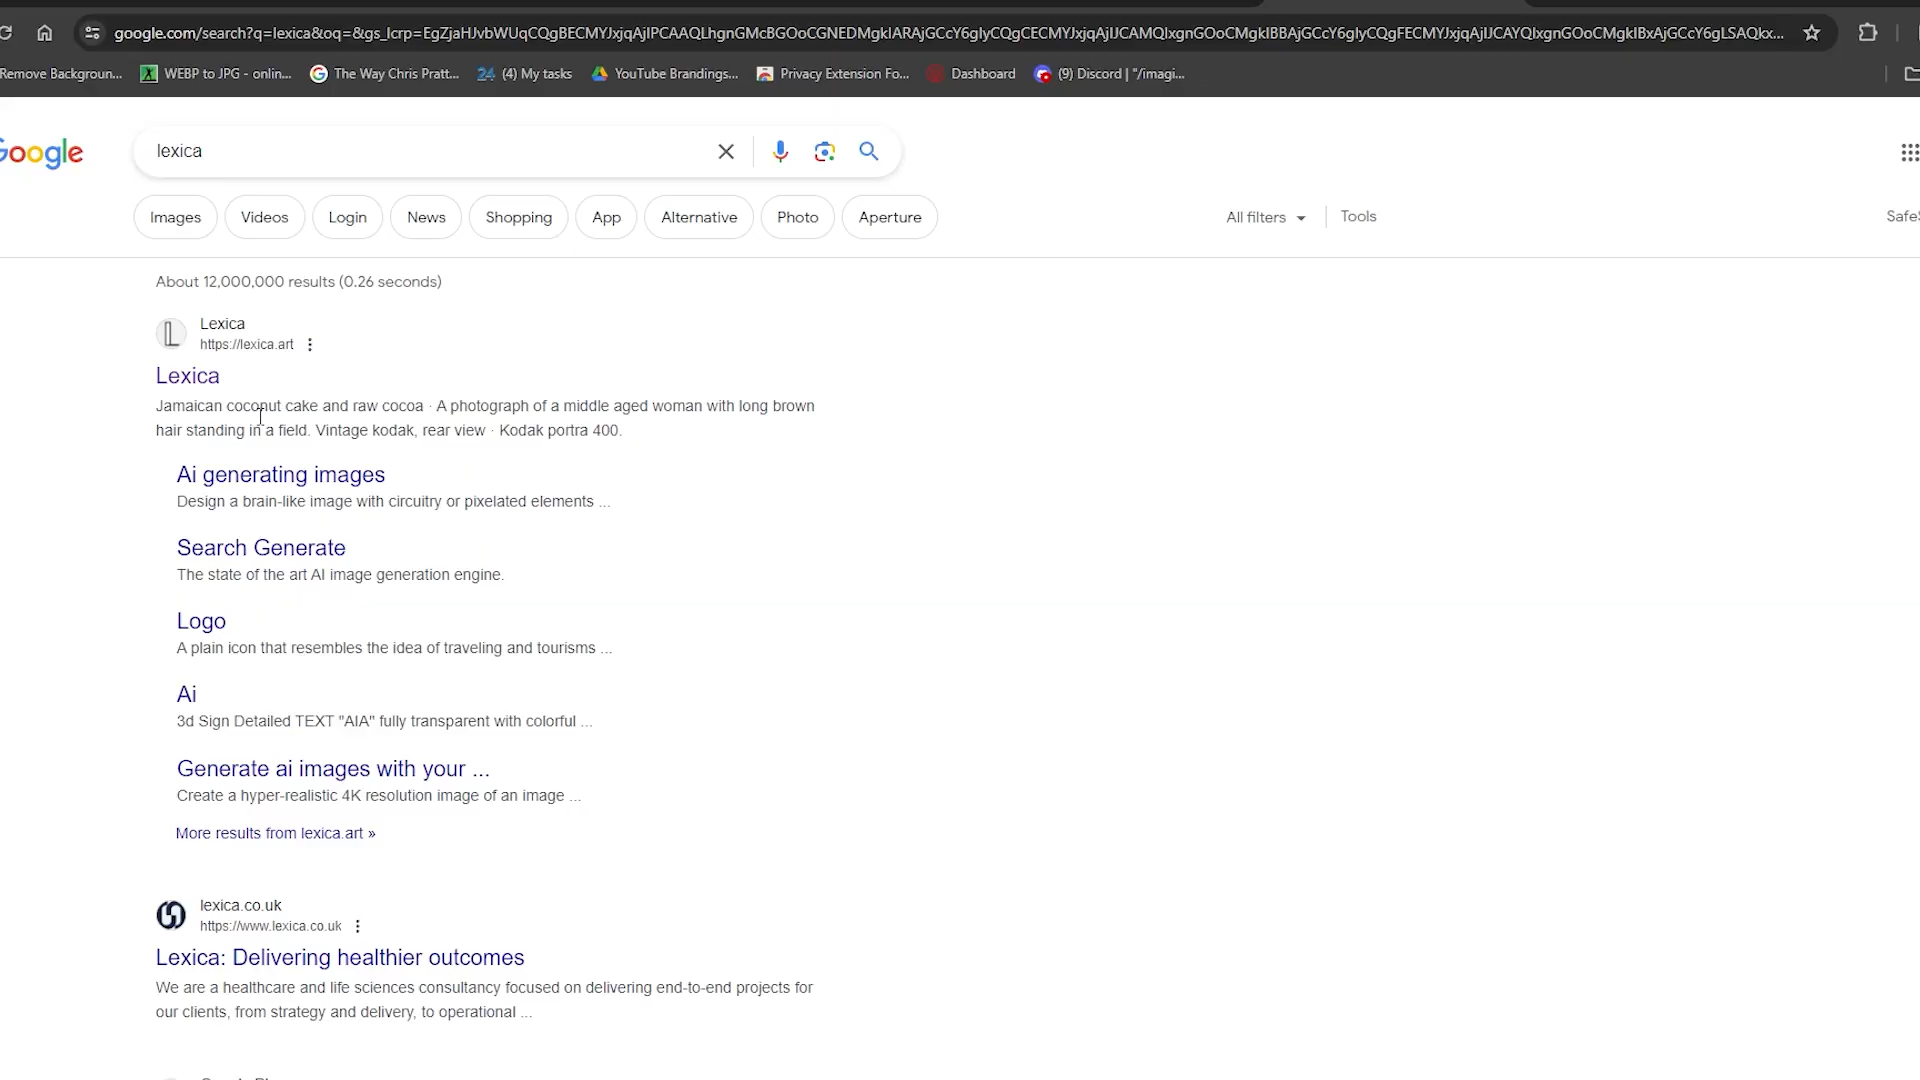 google.com/search?q=lexica&oq=&gs_lcrp=
Remove Backgroun... WEBP to JPG - onlin... The Way Chris Pratt... (4) My tasks YouTube Brandings... Privacy Extension Fo... Dashboard (9) Discord | "/imagi...
Google
lexica
Images Videos Login News Shopping App Alternative Photo Aperture All filters Tools
About 12,000,000 results (0.26 seconds)
Lexica
https://lexica.art
Lexica
Jamaican coconut cake and raw cocoa · A photograph of a middle aged woman with long brown
hair standing in a field. Vintage kodak, rear view · Kodak portra 400.
Ai generating images
Design a brain-like image with circuitry or pixelated elements ...
Search Generate
The state of the art AI image generation engine.
Logo
A plain icon that resembles the idea of traveling and tourisms ...
Ai
3d Sign Detailed TEXT "AIA" fully transparent with colorful ...
Generate ai images with your ...
Create a hyper-realistic 4K resolution image of an image ...
More results from lexica.art »
lexica.co.uk
https://www.lexica.co.uk
Lexica: Delivering healthier outcomes
We are a healthcare and life sciences consultancy focused on delivering end-to-end projects for
our clients, from strategy and delivery, to operational ...